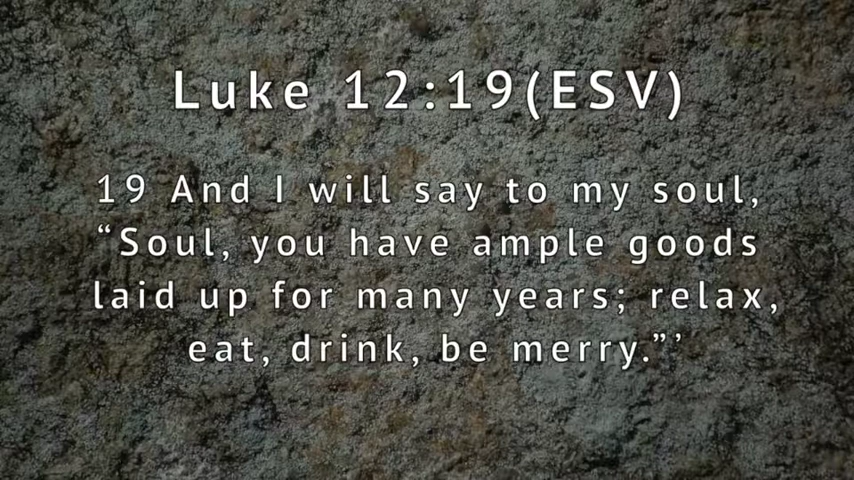 Luke 12:19(ESV)
19 And I will say to my soul,
“Soul, you have ample goods
laid up for many years; relax,
eat, drink, be merry.”’